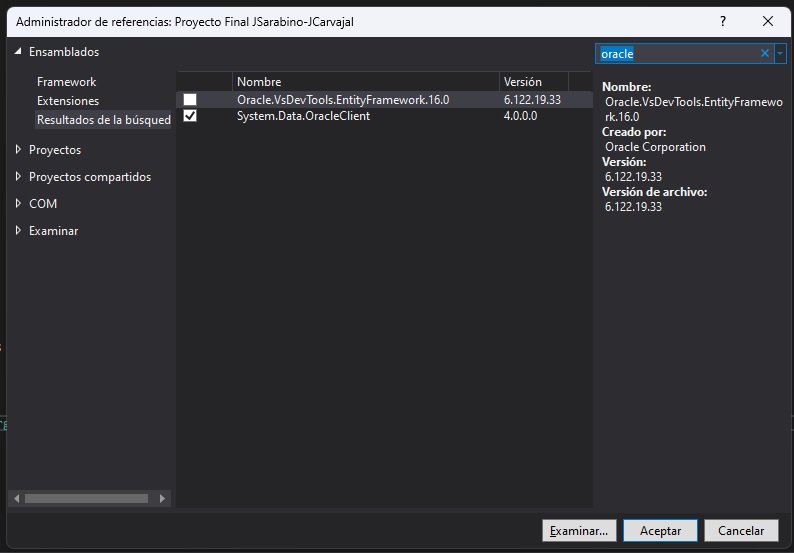 Administrador de referencias: Proyecto Final JSarabino-JCarvajal
?
Ensamblados
Framework
Extensiones
Resultados de la búsqued
Proyectos
Proyectos compartidos
COM
Examinar
Nombre Versión
Oracle.VsDevTools.EntityFramework.16.0 6.122.19.33
System.Data.OracleClient 4.0.0.0
oracle
Nombre:
Oracle.VsDevTools.EntityFramewo
rk.16.0
Creado por:
Oracle Corporation
Versión:
6.122.19.33
Versión de archivo:
6.122.19.33
Examinar... Aceptar Cancelar